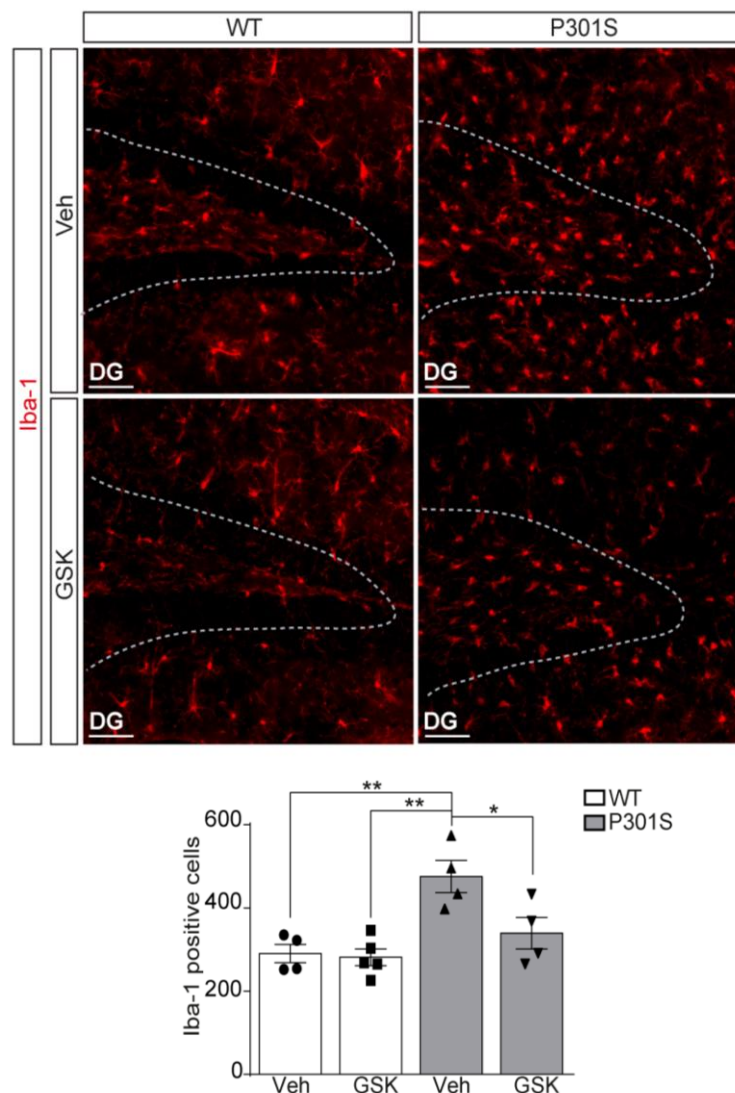 WT
P301S
Iba-1
Veh
DG
DG
GSK
DG
DG
**
**
*
WT
P301S
Iba-1 positive cells
600
400
200
0
Veh
GSK
Veh
GSK